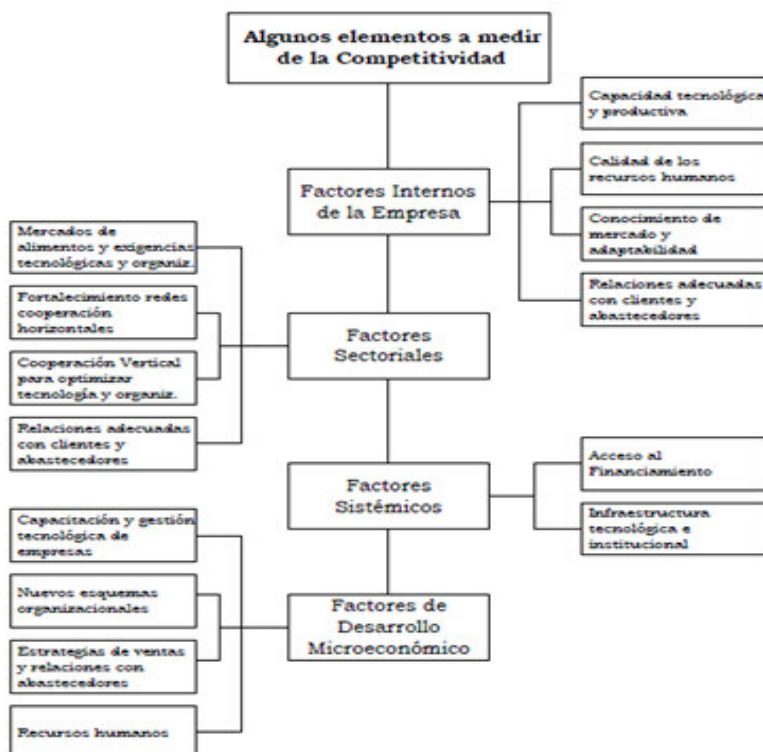 Algunos elementos a medir
de la Competitividad
Factores Internos
de la Empresa
Capacidad tecnológica
y productiva
Calidad de los
recursos humanos
Conocimiento de
mercado y
adaptabilidad
Relaciones adecuadas
con clientes y
abastecedores
Factores
Sectoriales
Mercados de
alimentos y exigencias
tecnológicas y organiz.
Fortalecimiento redes
cooperación
horizontales
Cooperación Vertical
para optimizar
tecnología y organiz.
Relaciones adecuadas
con clientes y
abastecedores
Factores
Sistémicos
Acceso al
Financiamiento
Infraestructura
tecnológica e
institucional
Factores de
Desarrollo
Microeconómico
Capacitación y gestión
tecnológica de
empresas
Nuevos esquemas
organizacionales
Estrategias de ventas
y relaciones con
abastecedores
Recursos humanos